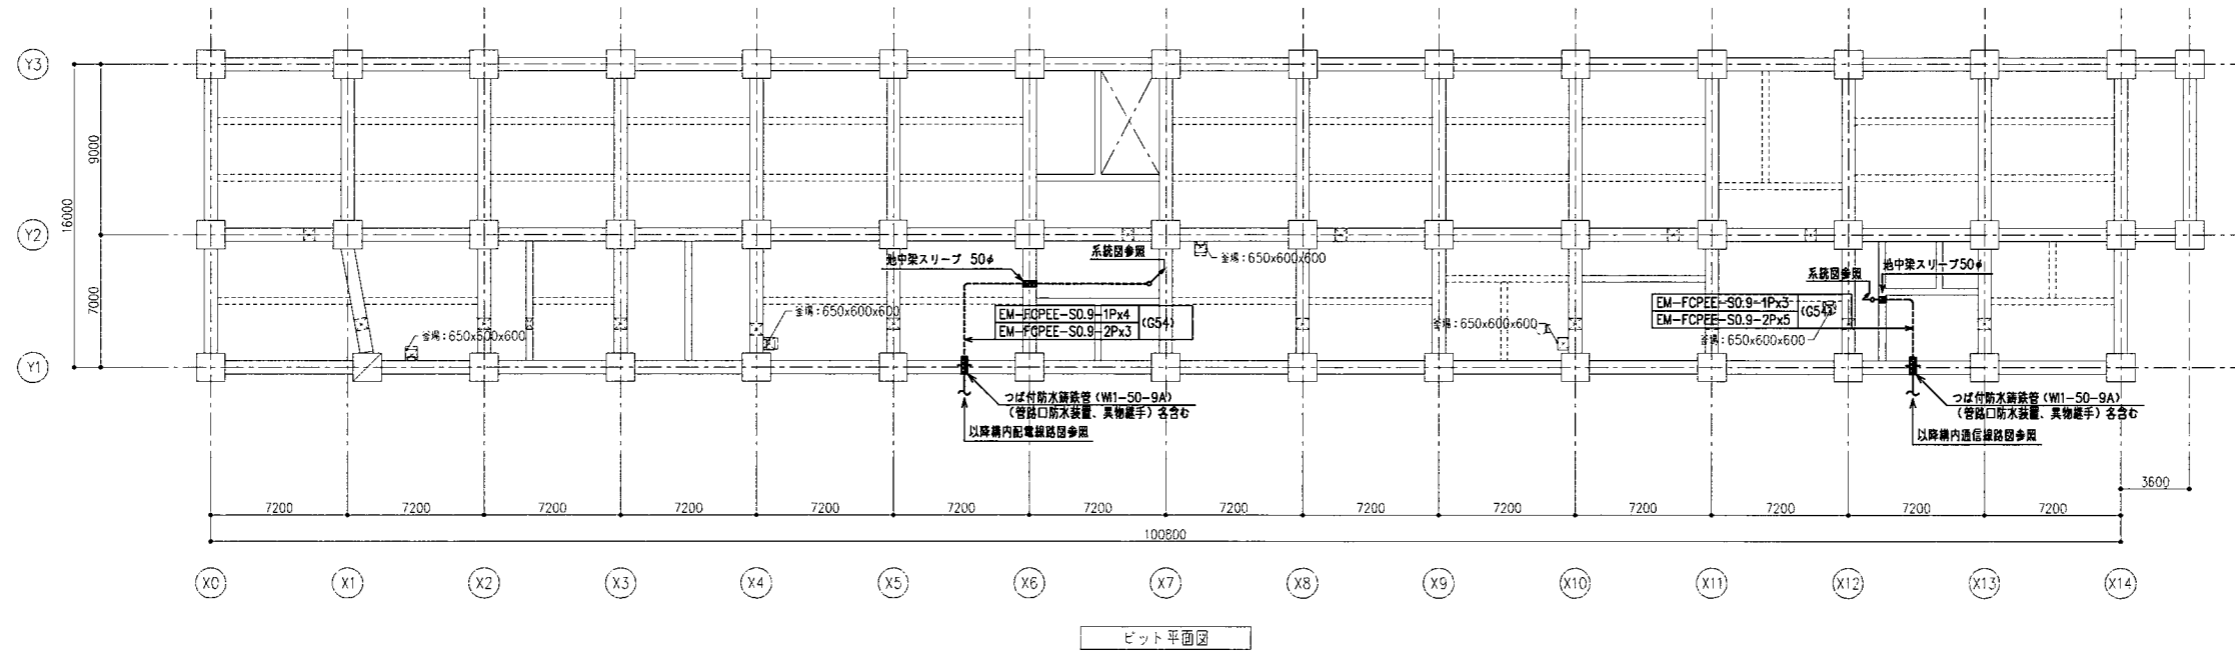 Y3
9000
16000
Y2
地中梁スリーブ 50φ
系統図参照
釜場:650x600x600
系統図参照
地中梁スリーブ50φ
7000
釜場:650x600x600
釜場:650x600x600
EM-FCPEE-S0.9-1Px4
EM-FCPEE-S0.9-2Px3
(G54)
釜場:650x600x600
EM-FCPEE-S0.9-1Px3
EM-FCPEE-S0.9-2Px5
(G54)
釜場:650x600x600
Y1
つば付防水鋳鉄管(WI1-50-9A)
(管路口防水装置、異物継手)各含む
以降構内配電線路図参照
つば付防水鋳鉄管(WI1-50-9A)
(管路口防水装置、異物継手)各含む
以降構内通信線路図参照
3600
7200 7200 7200 7200 7200 7200 7200 7200 7200 7200 7200 7200 7200 7200
100800
X0 X1 X2 X3 X4 X5 X6 X7 X8 X9 X10 X11 X12 X13 X14
ピット平面図